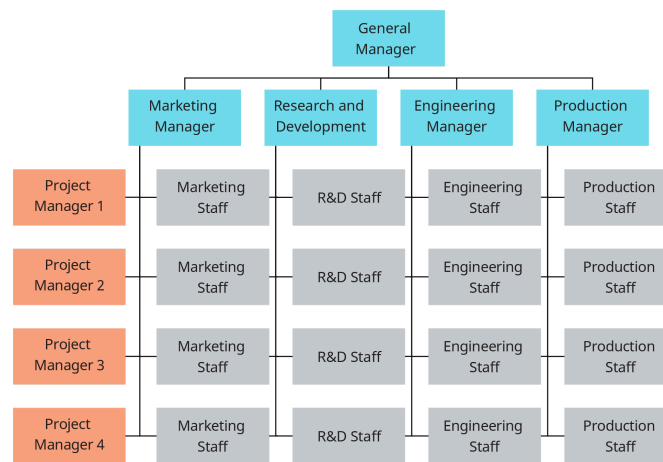 General
Manager
Marketing
Manager
Research and
Development
Engineering
Manager
Production
Manager
Project
Manager 1
Marketing
Staff
R&D Staff
Engineering
Staff
Production
Staff
Project
Manager 2
Marketing
Staff
R&D Staff
Engineering
Staff
Production
Staff
Project
Manager 3
Marketing
Staff
R&D Staff
Engineering
Staff
Production
Staff
Project
Manager 4
Marketing
Staff
R&D Staff
Engineering
Staff
Production
Staff